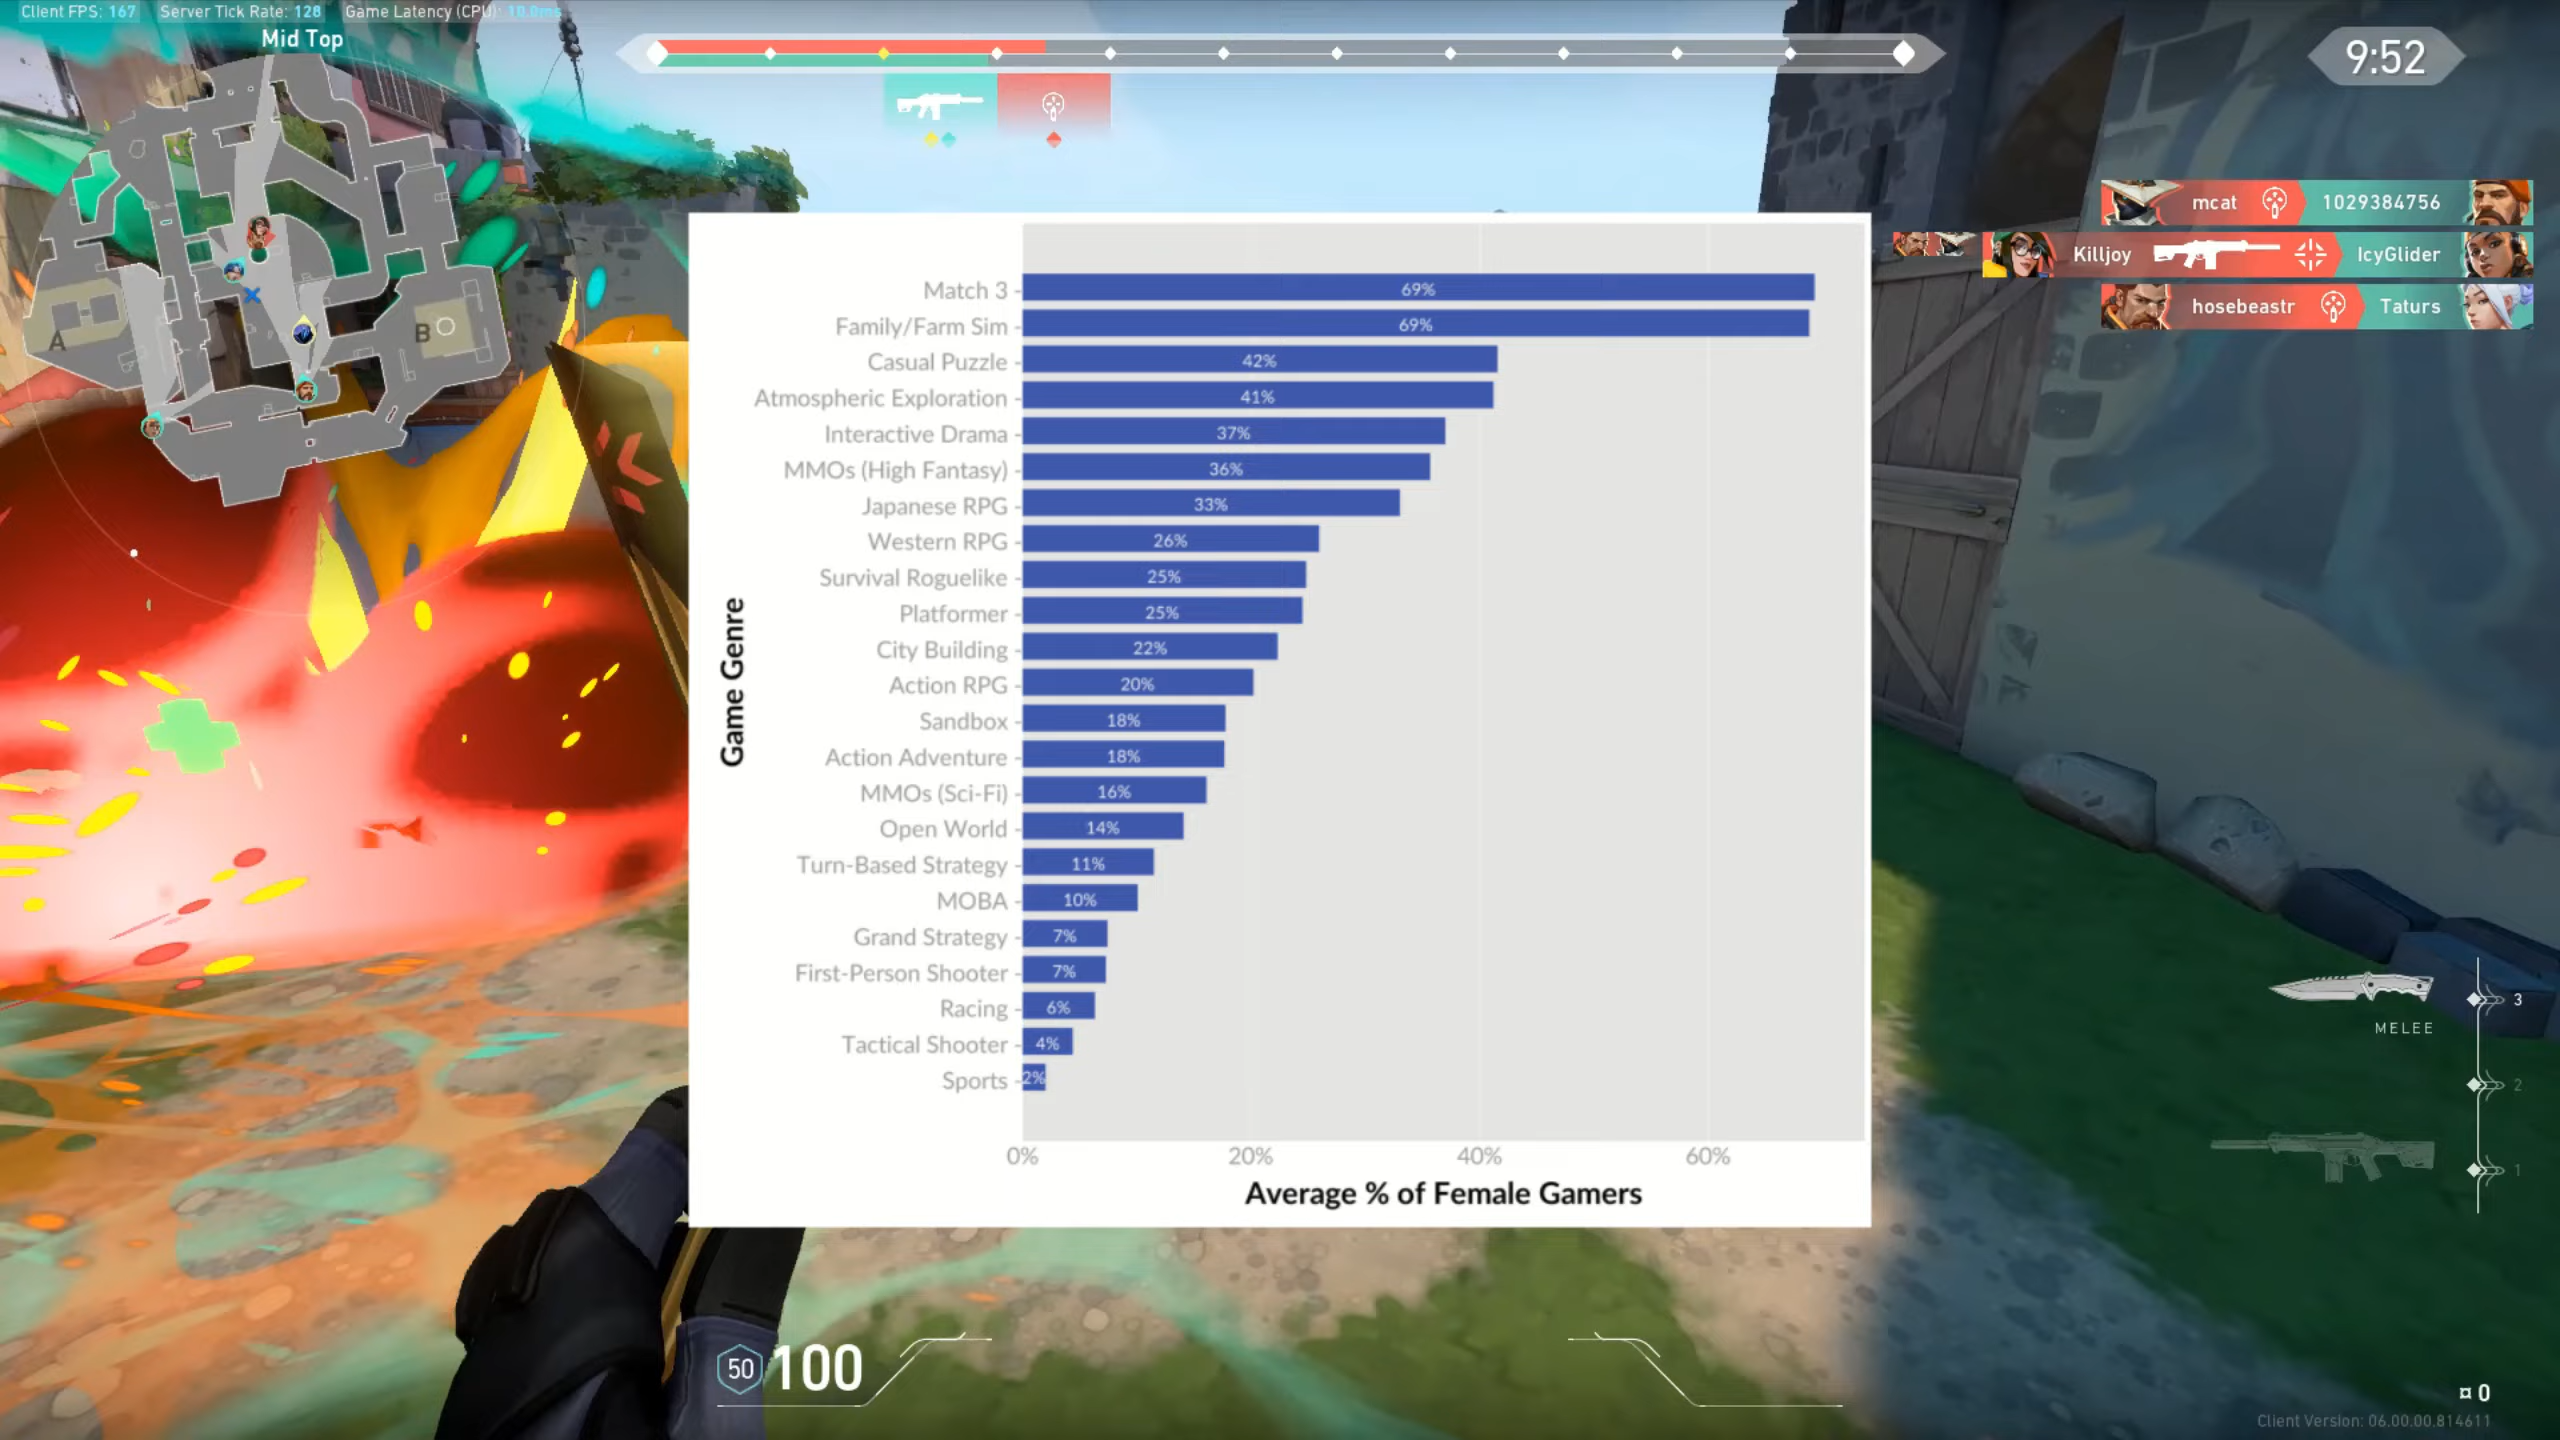 Client FPS: 167 Server Tick Rate: 128 Game Latency (CPU): 10.0ms
Mid Top
9:52
A
B
mcat 1029384756
Killjoy IcyGlider
hosebeastr Taturs
Game Genre
Match 3 69%
Family/Farm Sim 69%
Casual Puzzle 42%
Atmospheric Exploration 41%
Interactive Drama 37%
MMOs (High Fantasy) 36%
Japanese RPG 33%
Western RPG 26%
Survival Roguelike 25%
Platformer 25%
City Building 22%
Action RPG 20%
Sandbox 18%
Action Adventure 18%
MMOs (Sci-Fi) 16%
Open World 14%
Turn-Based Strategy 11%
MOBA 10%
Grand Strategy 7%
First-Person Shooter 7%
Racing 6%
Tactical Shooter 4%
Sports 2%
0% 20% 40% 60%
Average % of Female Gamers
3
MELEE
2
1
50 100
¤ 0
Client Version: 06.00.00.814611